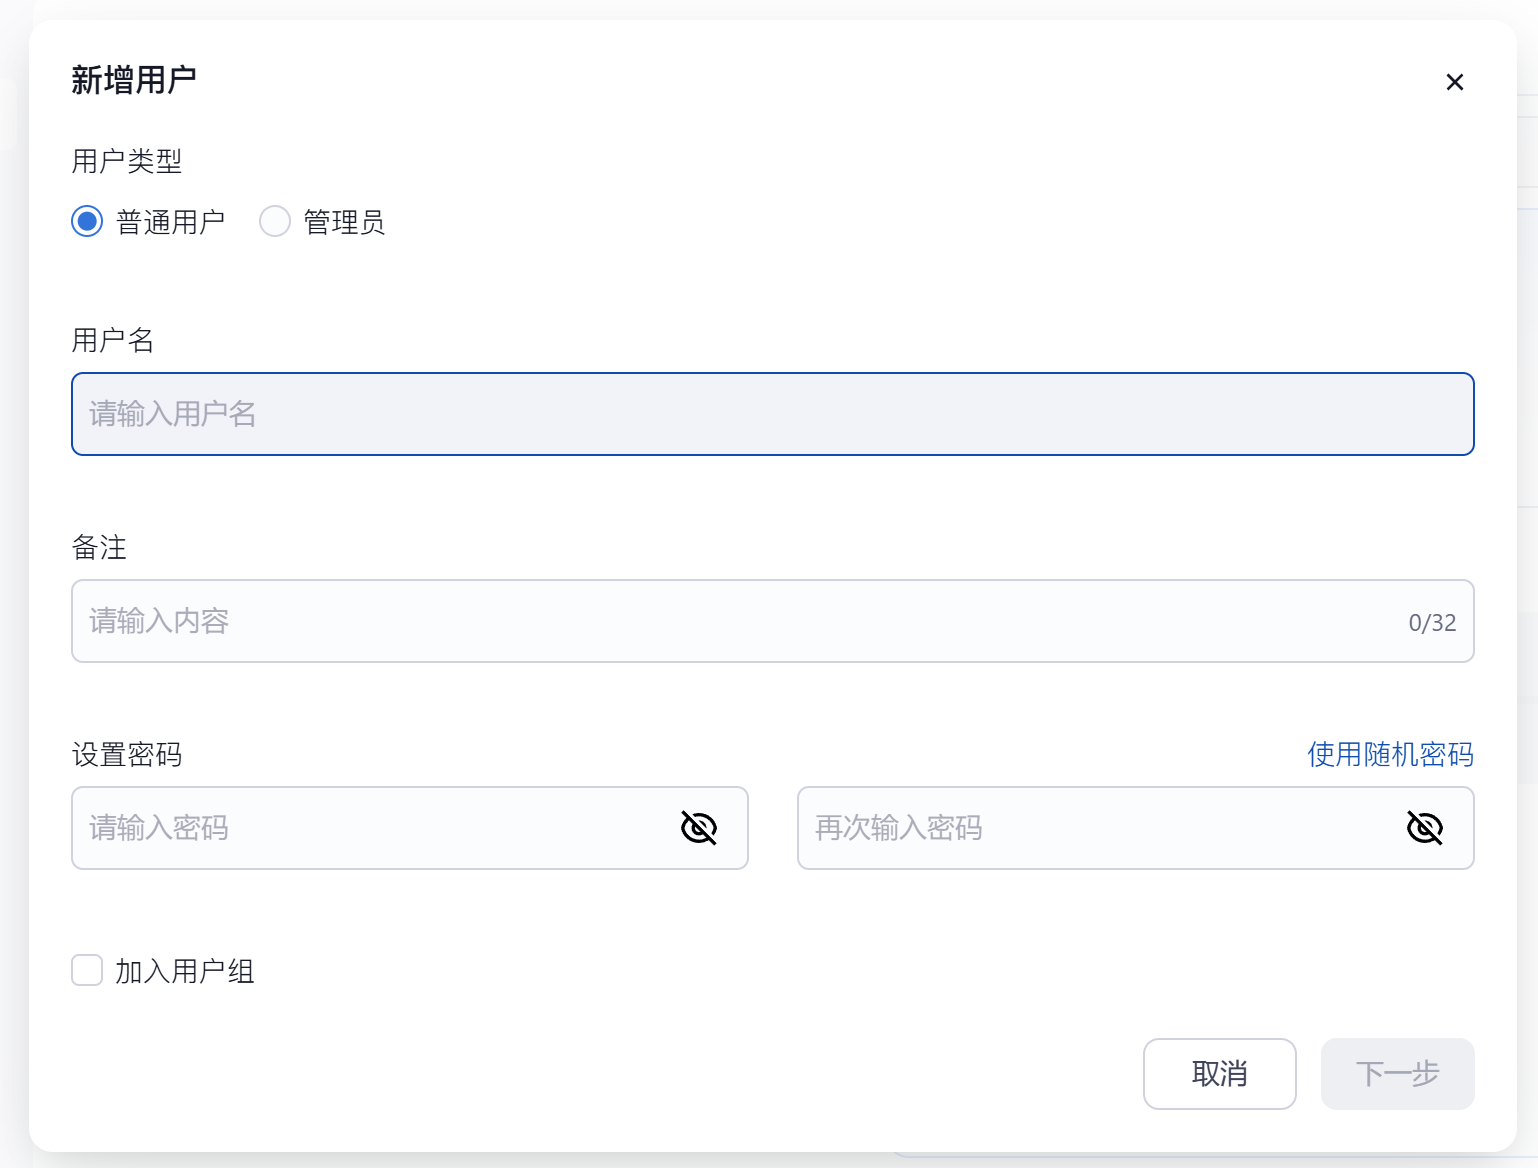 新增用户
用户类型
普通用户 管理员
用户名
请输入用户名
备注
请输入内容 0/32
设置密码 使用随机密码
请输入密码 再次输入密码
加入用户组
取消 下一步